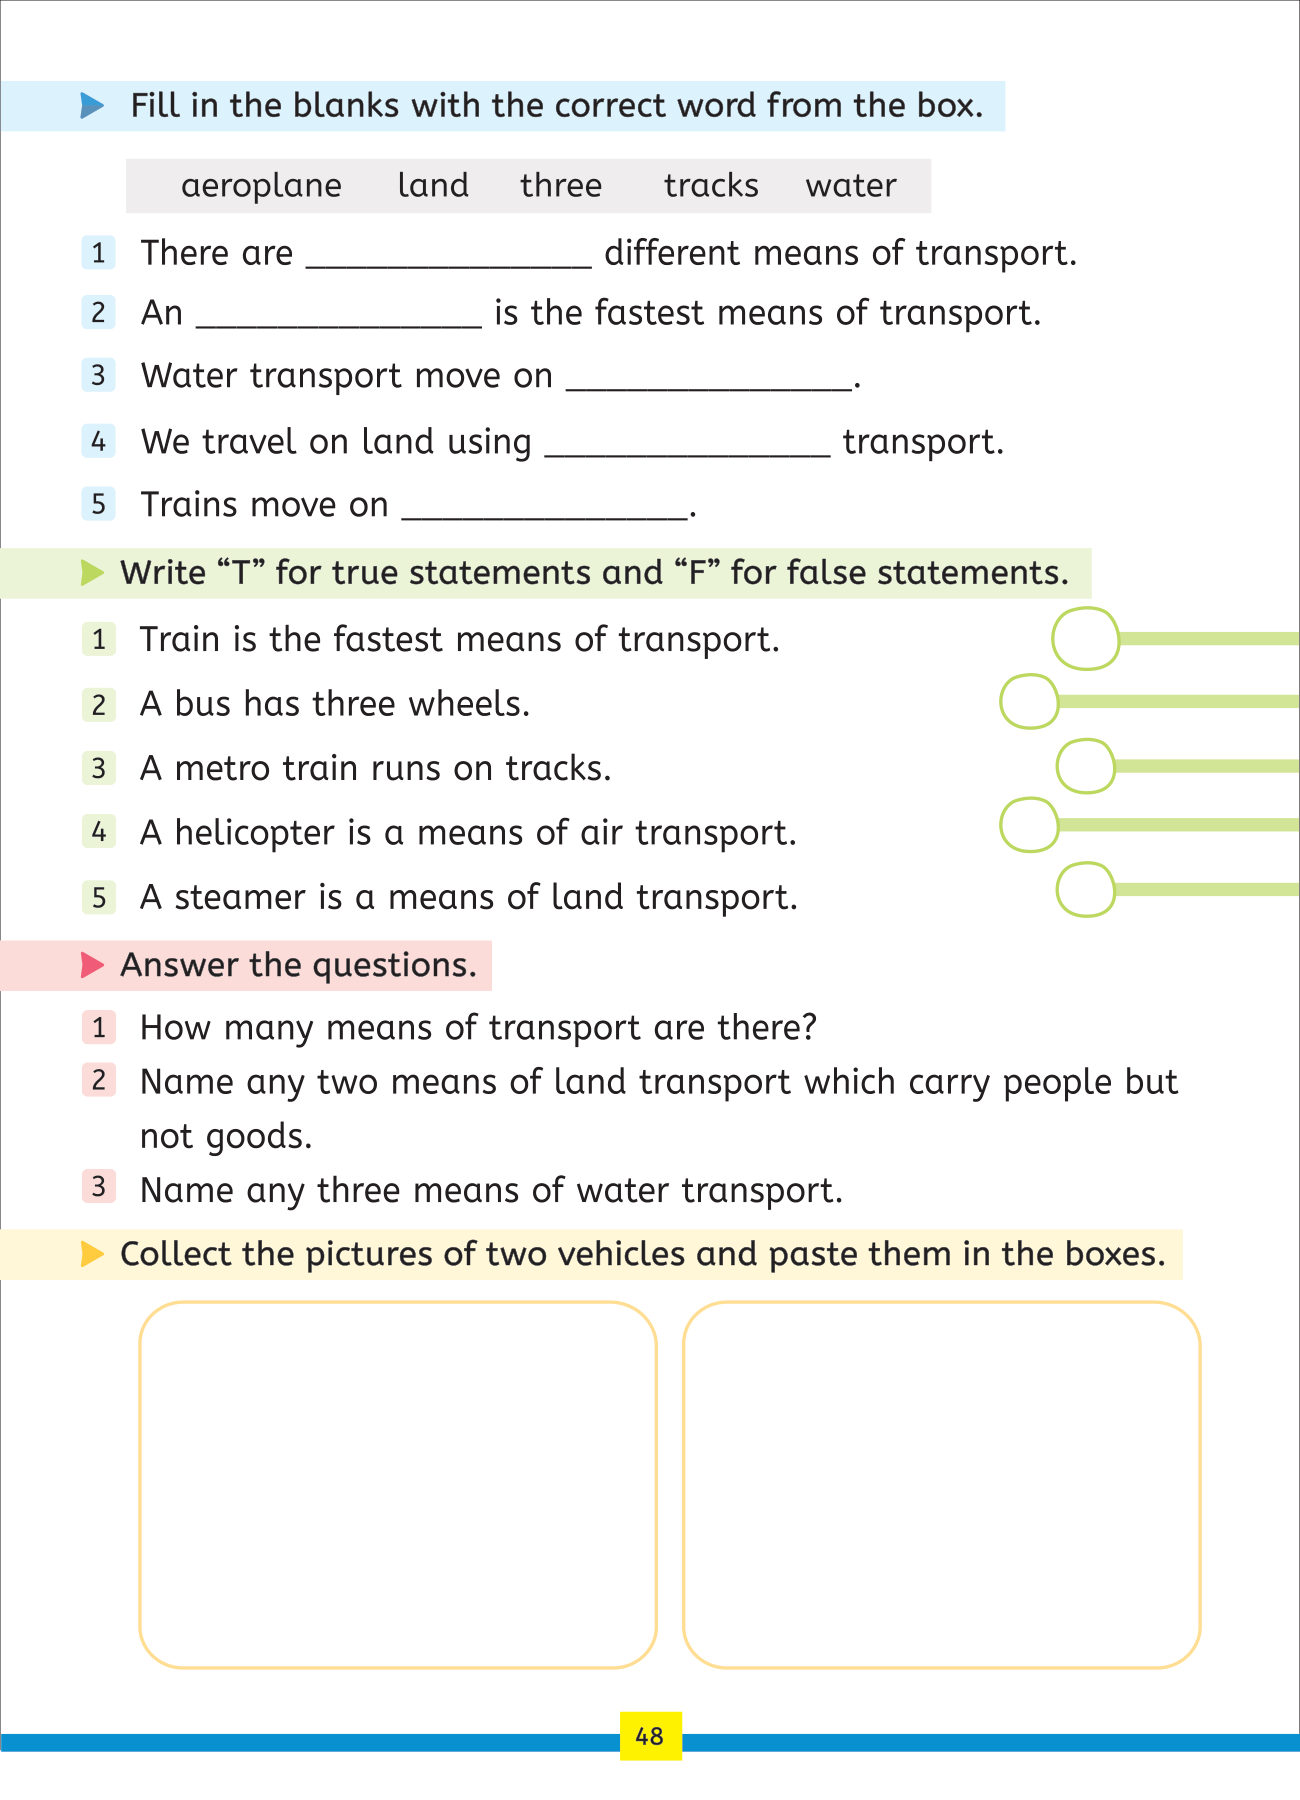 Fill in the blanks with the correct word from the box.
aeroplane land three tracks water
1 There are ______________ different means of transport.
2 An ______________ is the fastest means of transport.
3 Water transport move on ______________.
4 We travel on land using ______________ transport.
5 Trains move on ______________.
Write “T” for true statements and “F” for false statements.
1 Train is the fastest means of transport.
2 A bus has three wheels.
3 A metro train runs on tracks.
4 A helicopter is a means of air transport.
5 A steamer is a means of land transport.
Answer the questions.
1 How many means of transport are there?
2 Name any two means of land transport which carry people but
not goods.
3 Name any three means of water transport.
Collect the pictures of two vehicles and paste them in the boxes.
48